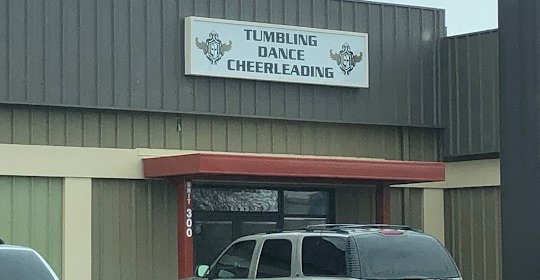 TUMBLING
DANCE
CHEERLEADING
UNIT 300